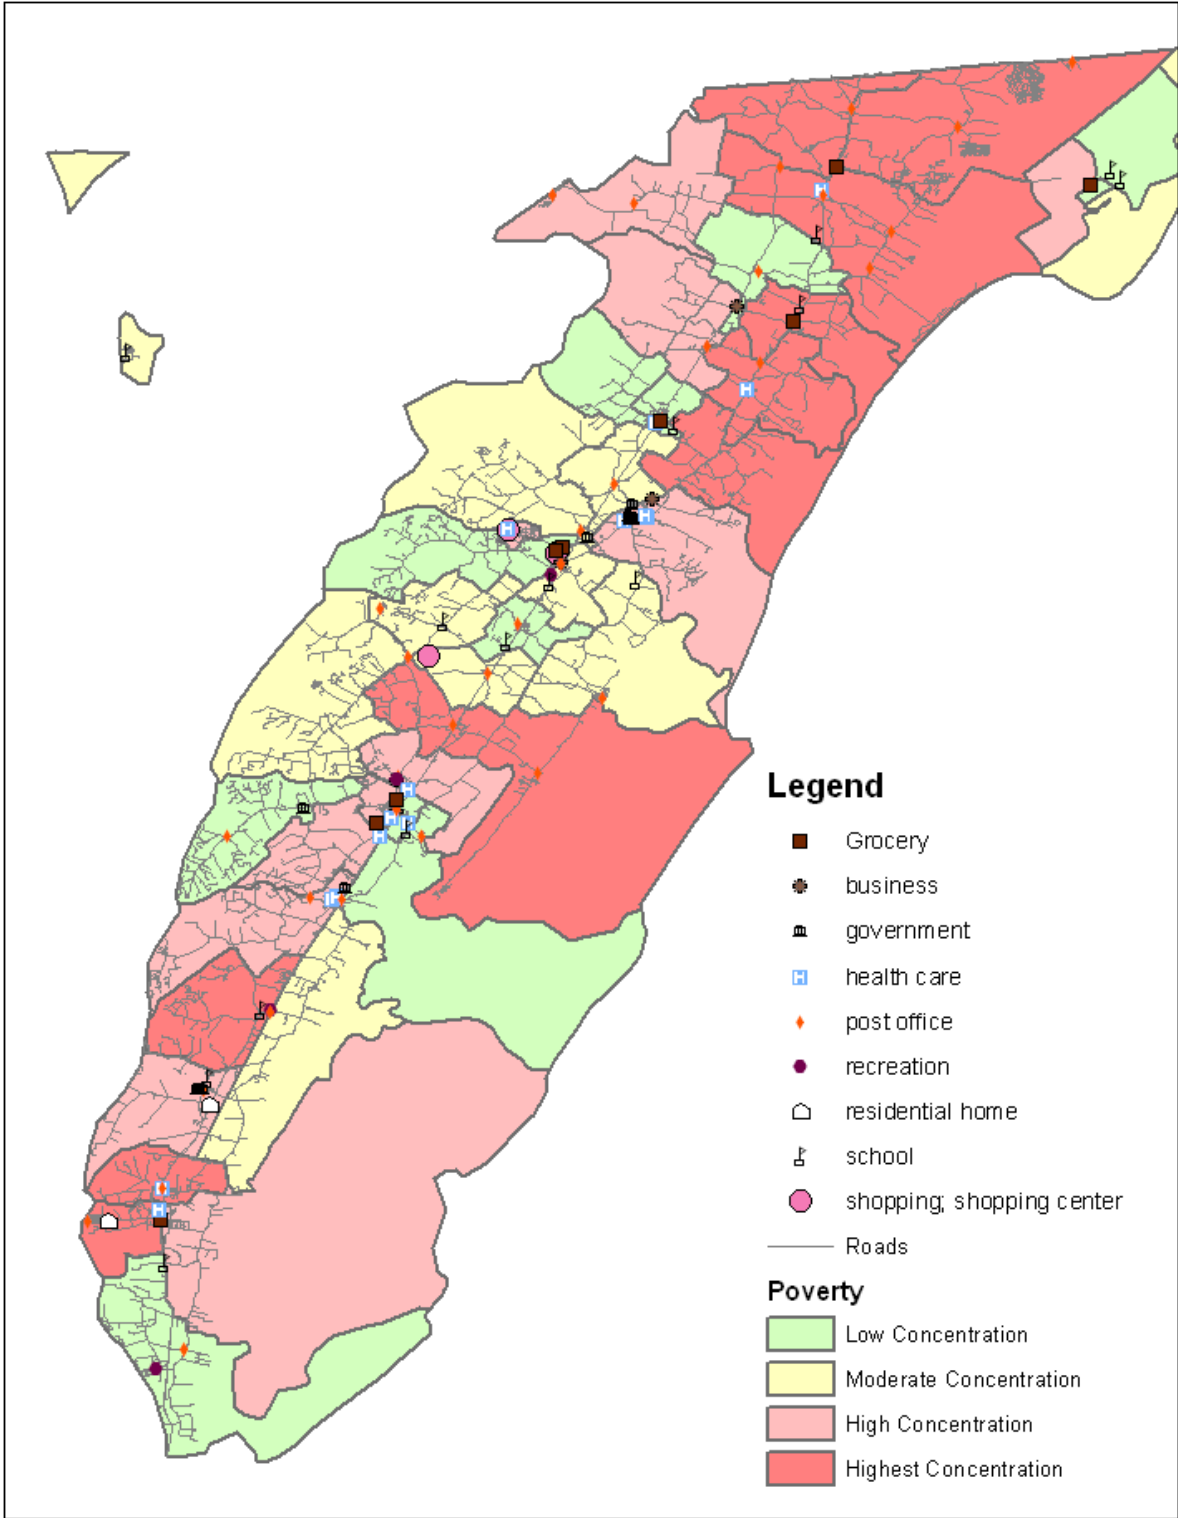 Legend
Grocery
business
government
health care
post office
recreation
residential home
school
shopping; shopping center
Roads
Poverty
Low Concentration
Moderate Concentration
High Concentration
Highest Concentration